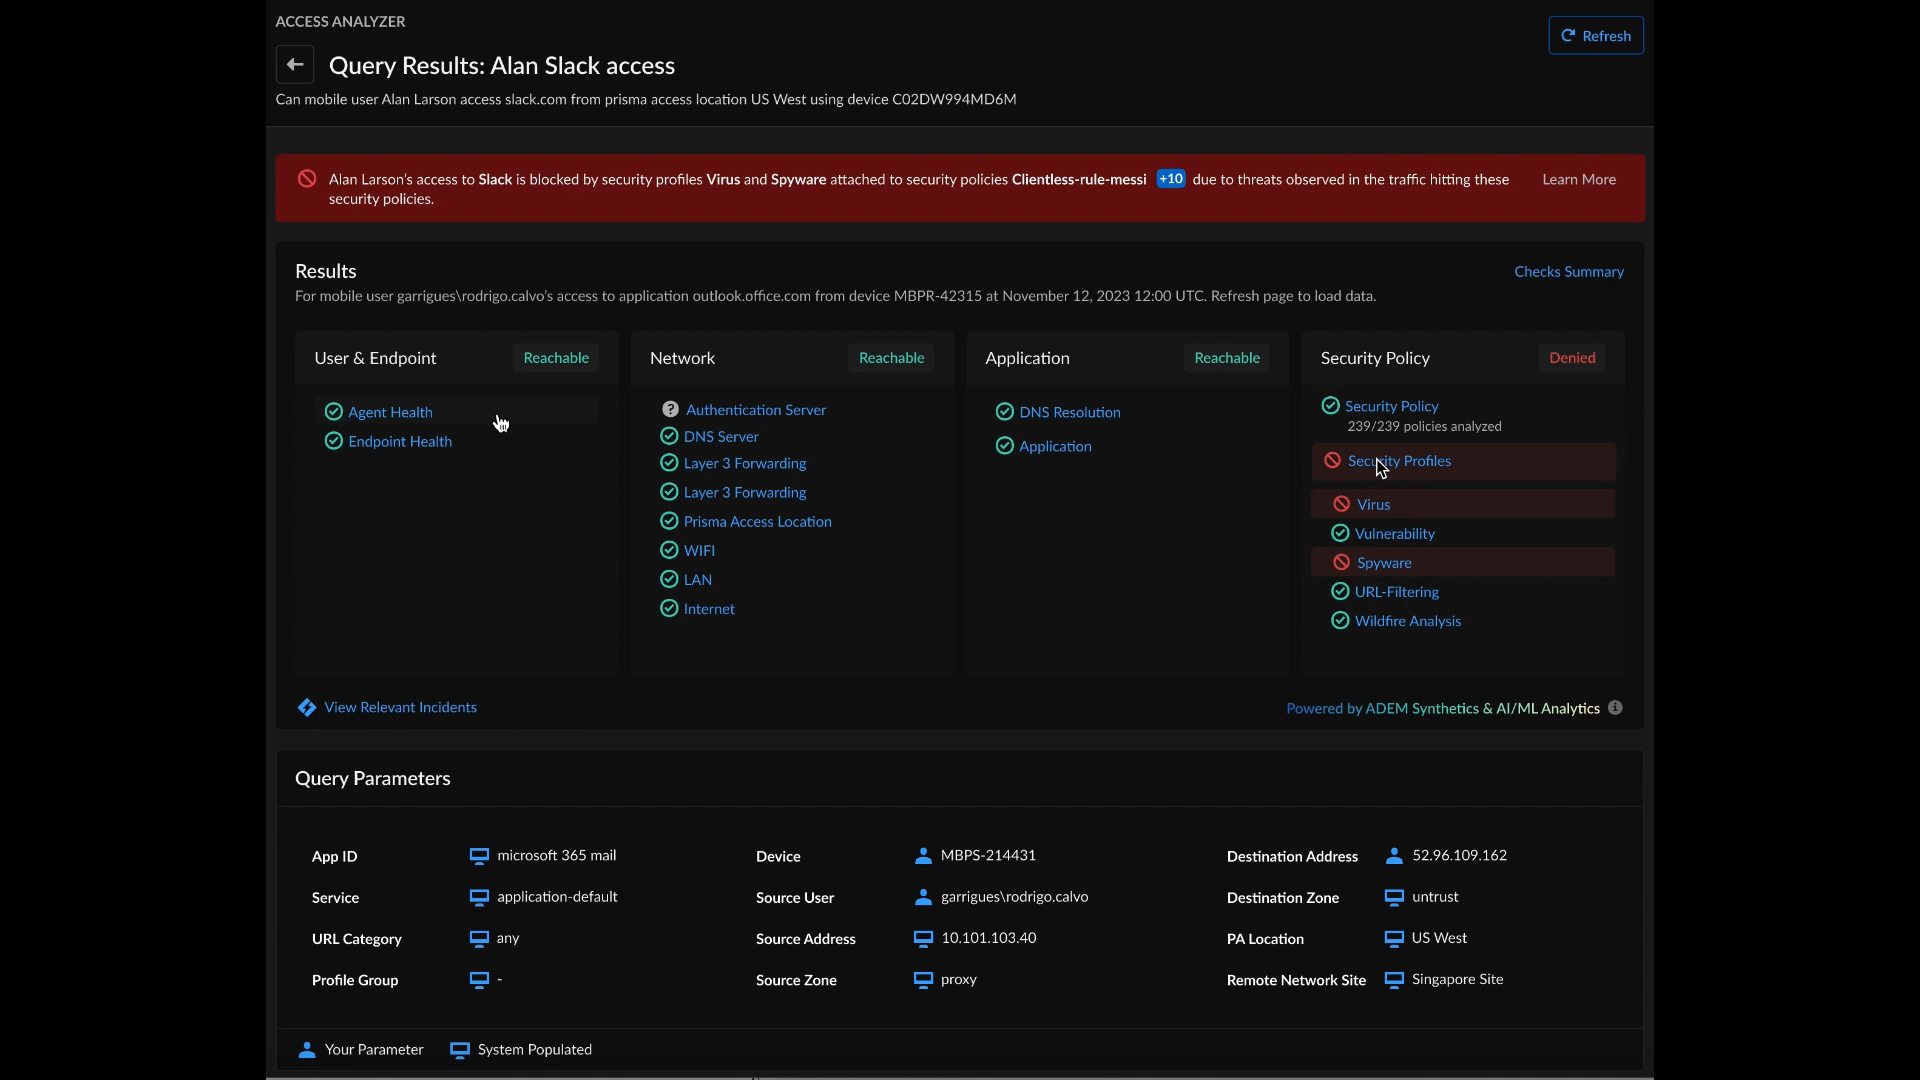 ACCESS ANALYZER
Refresh
Query Results: Alan Slack access
Can mobile user Alan Larson access slack.com from prisma access location US West using device C02DW994MD6M
Alan Larson's access to Slack is blocked by security profiles Virus and Spyware attached to security policies Clientless-rule-messi +10 due to threats observed in the traffic hitting these
security policies.
Learn More
Results
Checks Summary
For mobile user garrigues\rodrigo.calvo's access to application outlook.office.com from device MBPR-42315 at November 12, 2023 12:00 UTC. Refresh page to load data.
User & Endpoint Reachable
Agent Health
Endpoint Health
Network Reachable
Authentication Server
DNS Server
Layer 3 Forwarding
Layer 3 Forwarding
Prisma Access Location
WIFI
LAN
Internet
Application Reachable
DNS Resolution
Application
Security Policy Denied
Security Policy
239/239 policies analyzed
Security Profiles
Virus
Vulnerability
Spyware
URL-Filtering
Wildfire Analysis
View Relevant Incidents
Powered by ADEM Synthetics & AI/ML Analytics
Query Parameters
App ID microsoft 365 mail
Service application-default
URL Category any
Profile Group -
Device MBPS-214431
Source User garrigues\rodrigo.calvo
Source Address 10.101.103.40
Source Zone proxy
Destination Address 52.96.109.162
Destination Zone untrust
PA Location US West
Remote Network Site Singapore Site
Your Parameter
System Populated